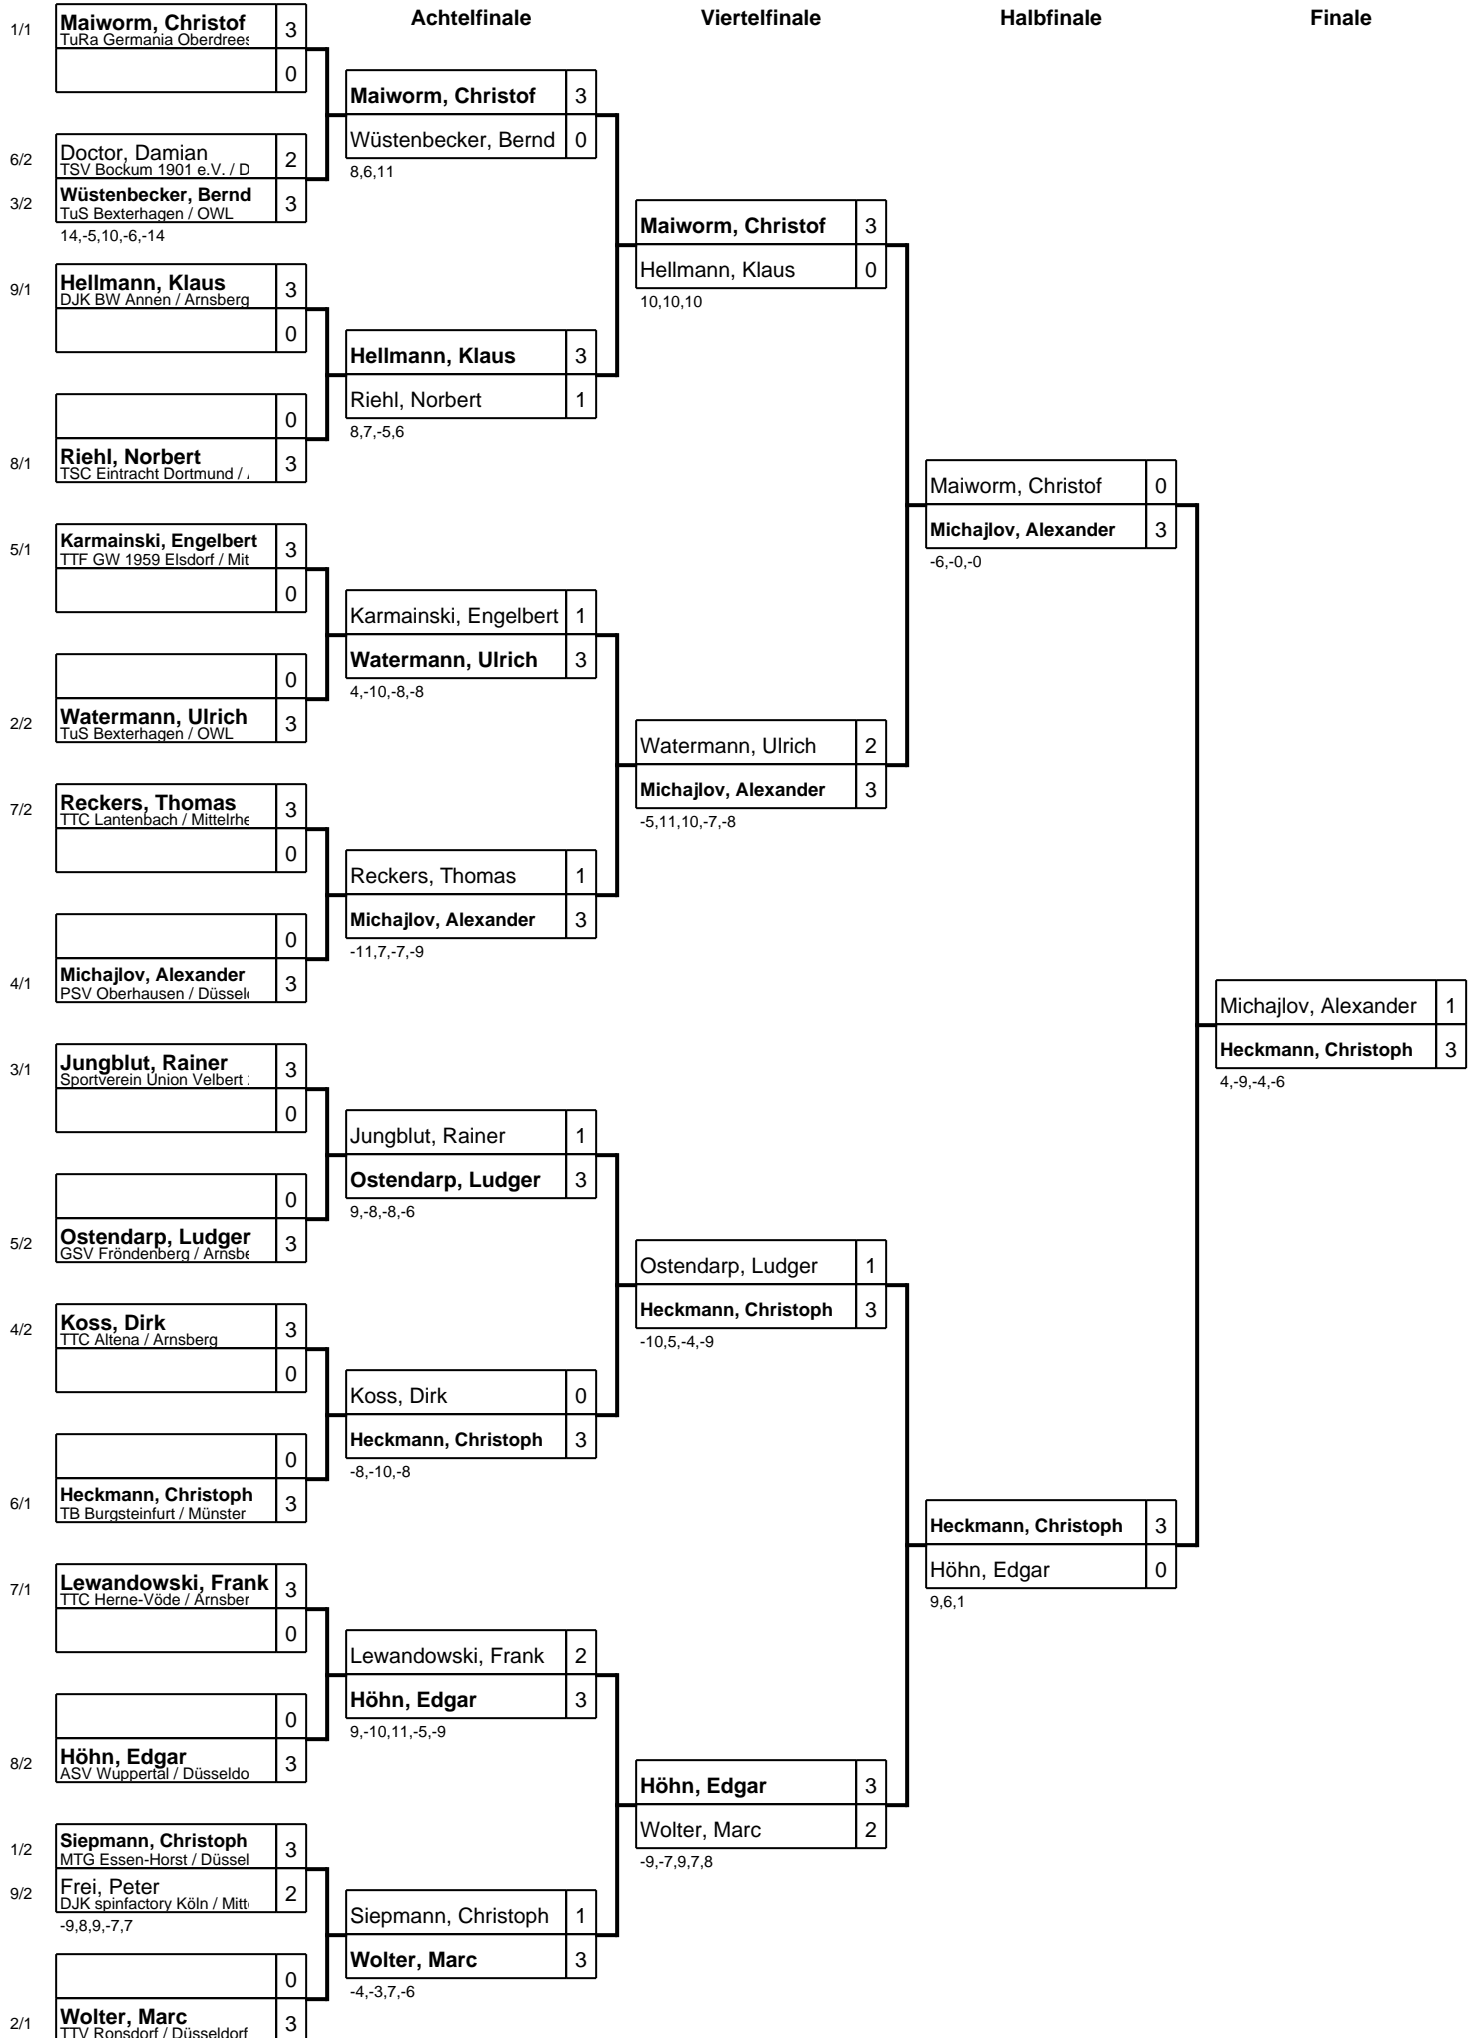 Achtelfinale
Viertelfinale
Halbfinale
Finale
1/1
Maiworm, Christof 3
TuRa Germania Oberdrees
0
6/2
Doctor, Damian 2
TSV Bockum 1901 e.V. / D
3/2
Wüstenbecker, Bernd 3
TuS Bexterhagen / OWL
14,-5,10,-6,-14
9/1
Hellmann, Klaus 3
DJK BW Annen / Arnsberg
0
0
8/1
Riehl, Norbert 3
TSC Eintracht Dortmund /
5/1
Karmainski, Engelbert 3
TTF GW 1959 Elsdorf / Mit
0
0
2/2
Watermann, Ulrich 3
TuS Bexterhagen / OWL
7/2
Reckers, Thomas 3
TTC Lantenbach / Mittelrhe
0
0
4/1
Michajlov, Alexander 3
PSV Oberhausen / Düssel
3/1
Jungblut, Rainer 3
Sportverein Union Velbert
0
0
5/2
Ostendarp, Ludger 3
GSV Fröndenberg / Arnsbe
4/2
Koss, Dirk 3
TTC Altena / Arnsberg
0
0
6/1
Heckmann, Christoph 3
TB Burgsteinfurt / Münster
7/1
Lewandowski, Frank 3
TTC Herne-Vöde / Arnsber
0
0
8/2
Höhn, Edgar 3
ASV Wuppertal / Düsseldo
1/2
Siepmann, Christoph 3
MTG Essen-Horst / Düssel
9/2
Frei, Peter 2
DJK spinfactory Köln / Mitt
-9,8,9,-7,7
0
2/1
Wolter, Marc 3
TTV Ronsdorf / Düsseldorf
Maiworm, Christof 3
Wüstenbecker, Bernd 0
8,6,11
Hellmann, Klaus 3
Riehl, Norbert 1
8,7,-5,6
Karmainski, Engelbert 1
Watermann, Ulrich 3
4,-10,-8,-8
Reckers, Thomas 1
Michajlov, Alexander 3
-11,7,-7,-9
Jungblut, Rainer 1
Ostendarp, Ludger 3
9,-8,-8,-6
Koss, Dirk 0
Heckmann, Christoph 3
-8,-10,-8
Lewandowski, Frank 2
Höhn, Edgar 3
9,-10,11,-5,-9
Siepmann, Christoph 1
Wolter, Marc 3
-4,-3,7,-6
Maiworm, Christof 3
Hellmann, Klaus 0
10,10,10
Watermann, Ulrich 2
Michajlov, Alexander 3
-5,11,10,-7,-8
Ostendarp, Ludger 1
Heckmann, Christoph 3
-10,5,-4,-9
Höhn, Edgar 3
Wolter, Marc 2
-9,-7,9,7,8
Maiworm, Christof 0
Michajlov, Alexander 3
-6,-0,-0
Heckmann, Christoph 3
Höhn, Edgar 0
9,6,1
Michajlov, Alexander 1
Heckmann, Christoph 3
4,-9,-4,-6